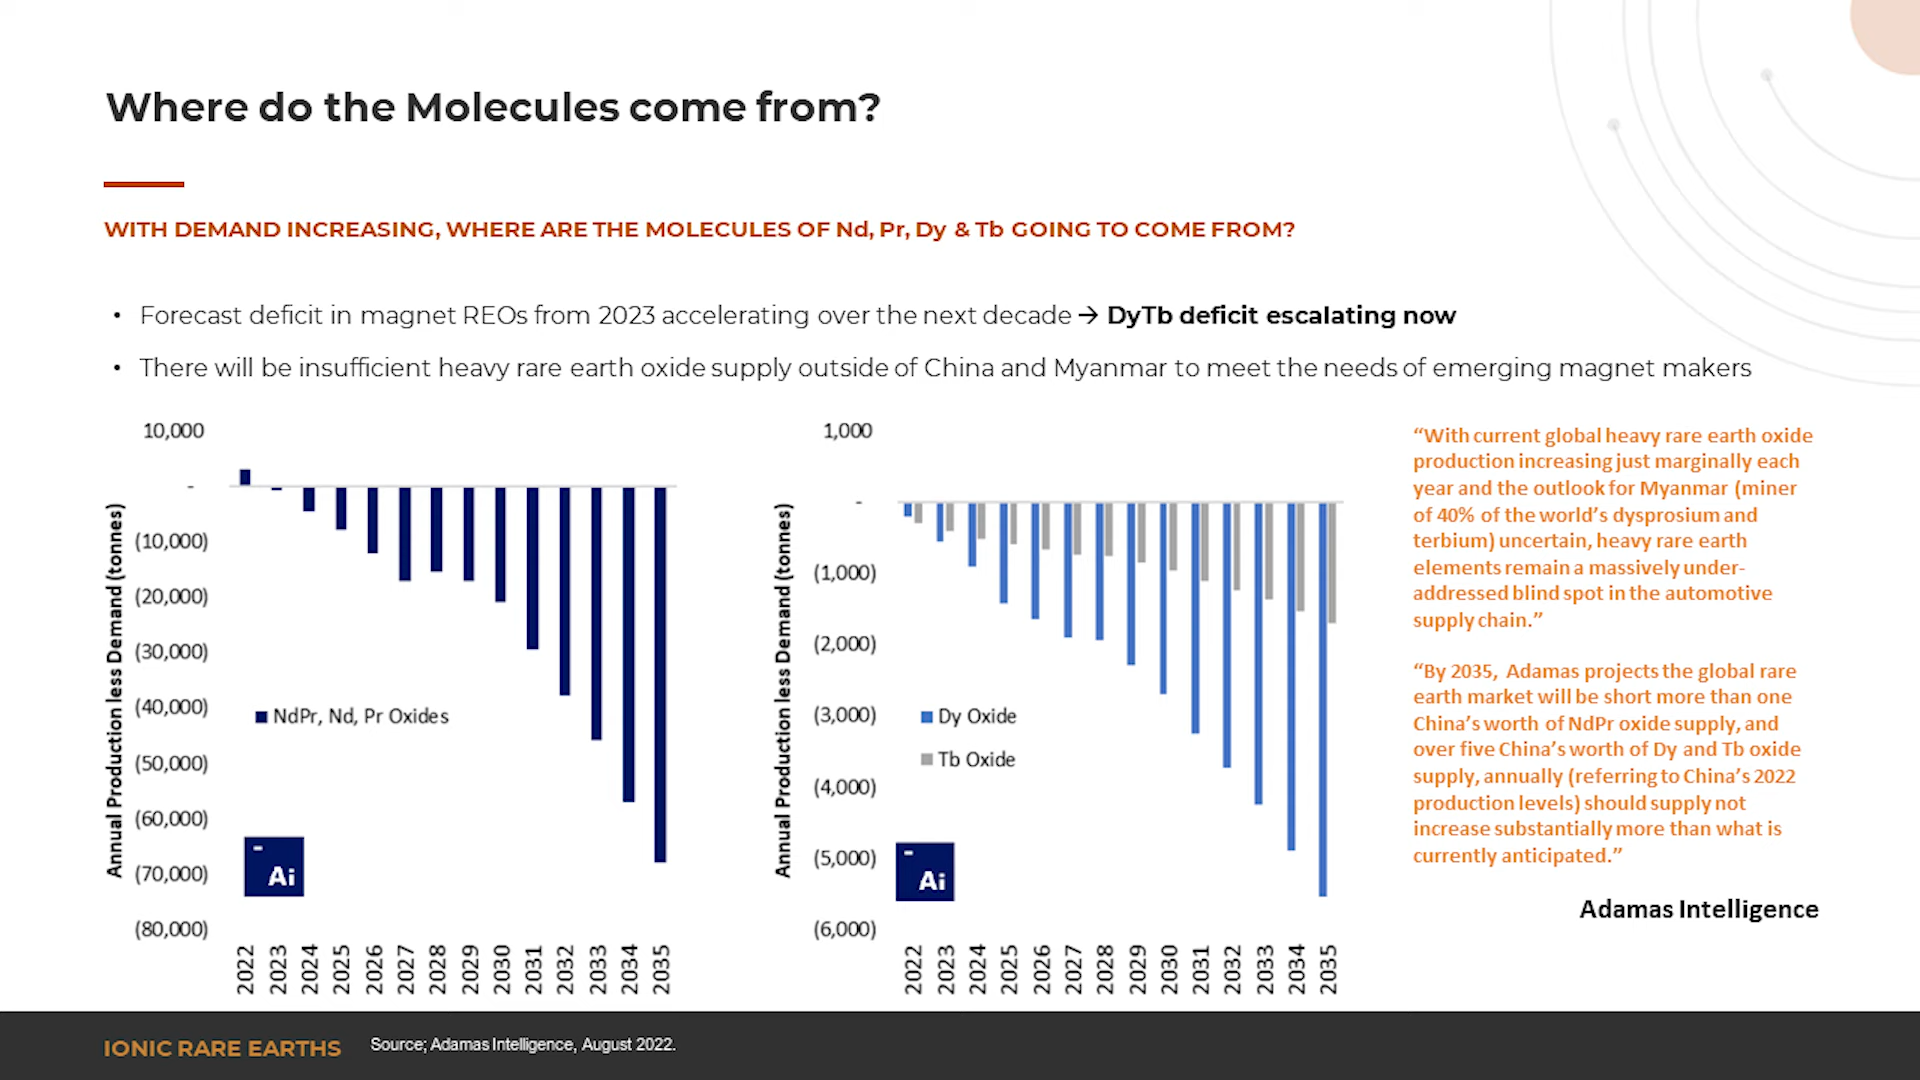 Where do the Molecules come from?
WITH DEMAND INCREASING, WHERE ARE THE MOLECULES OF Nd, Pr, Dy & Tb GOING TO COME FROM?
• Forecast deficit in magnet REOs from 2023 accelerating over the next decade → DyTb deficit escalating now
• There will be insufficient heavy rare earth oxide supply outside of China and Myanmar to meet the needs of emerging magnet makers
Annual Production less Demand (tonnes)
10,000
-
(10,000)
(20,000)
(30,000)
(40,000)
(50,000)
(60,000)
(70,000)
(80,000)
NdPr, Nd, Pr Oxides
Ai
2022 2023 2024 2025 2026 2027 2028 2029 2030 2031 2032 2033 2034 2035
Annual Production less Demand (tonnes)
1,000
-
(1,000)
(2,000)
(3,000)
(4,000)
(5,000)
(6,000)
Dy Oxide
Tb Oxide
Ai
2022 2023 2024 2025 2026 2027 2028 2029 2030 2031 2032 2033 2034 2035
“With current global heavy rare earth oxide
production increasing just marginally each
year and the outlook for Myanmar (miner
of 40% of the world’s dysprosium and
terbium) uncertain, heavy rare earth
elements remain a massively under-
addressed blind spot in the automotive
supply chain.”
“By 2035, Adamas projects the global rare
earth market will be short more than one
China’s worth of NdPr oxide supply, and
over five China’s worth of Dy and Tb oxide
supply, annually (referring to China’s 2022
production levels) should supply not
increase substantially more than what is
currently anticipated.”
Adamas Intelligence
IONIC RARE EARTHS
Source; Adamas Intelligence, August 2022.